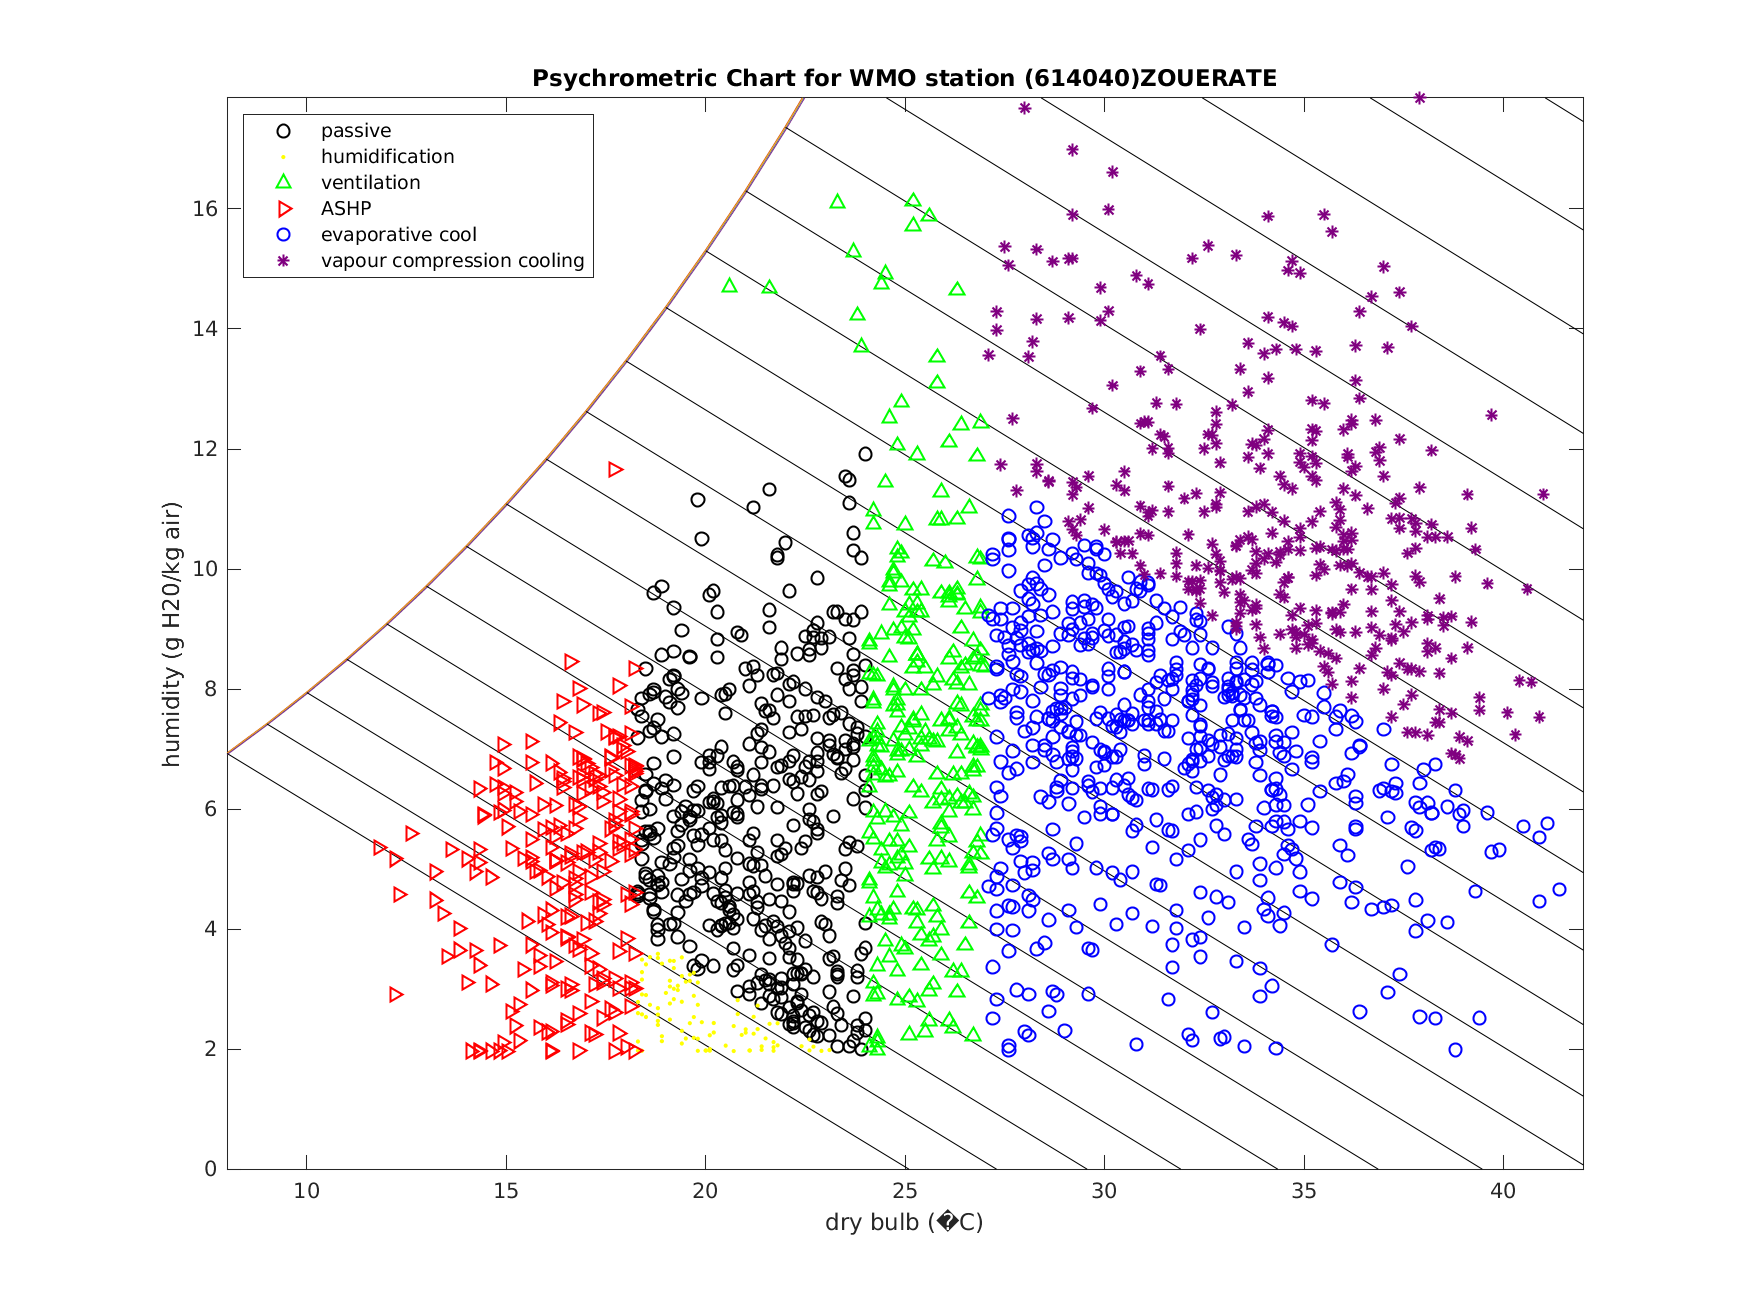 Psychrometric Chart for WMO station (614040)ZOUERATE
passive
humidification
ventilation
ASHP
evaporative cool
vapour compression cooling
humidity (g H20/kg air)
16
14
12
10
8
6
4
2
0
10 15 20 25 30 35 40
dry bulb (�C)